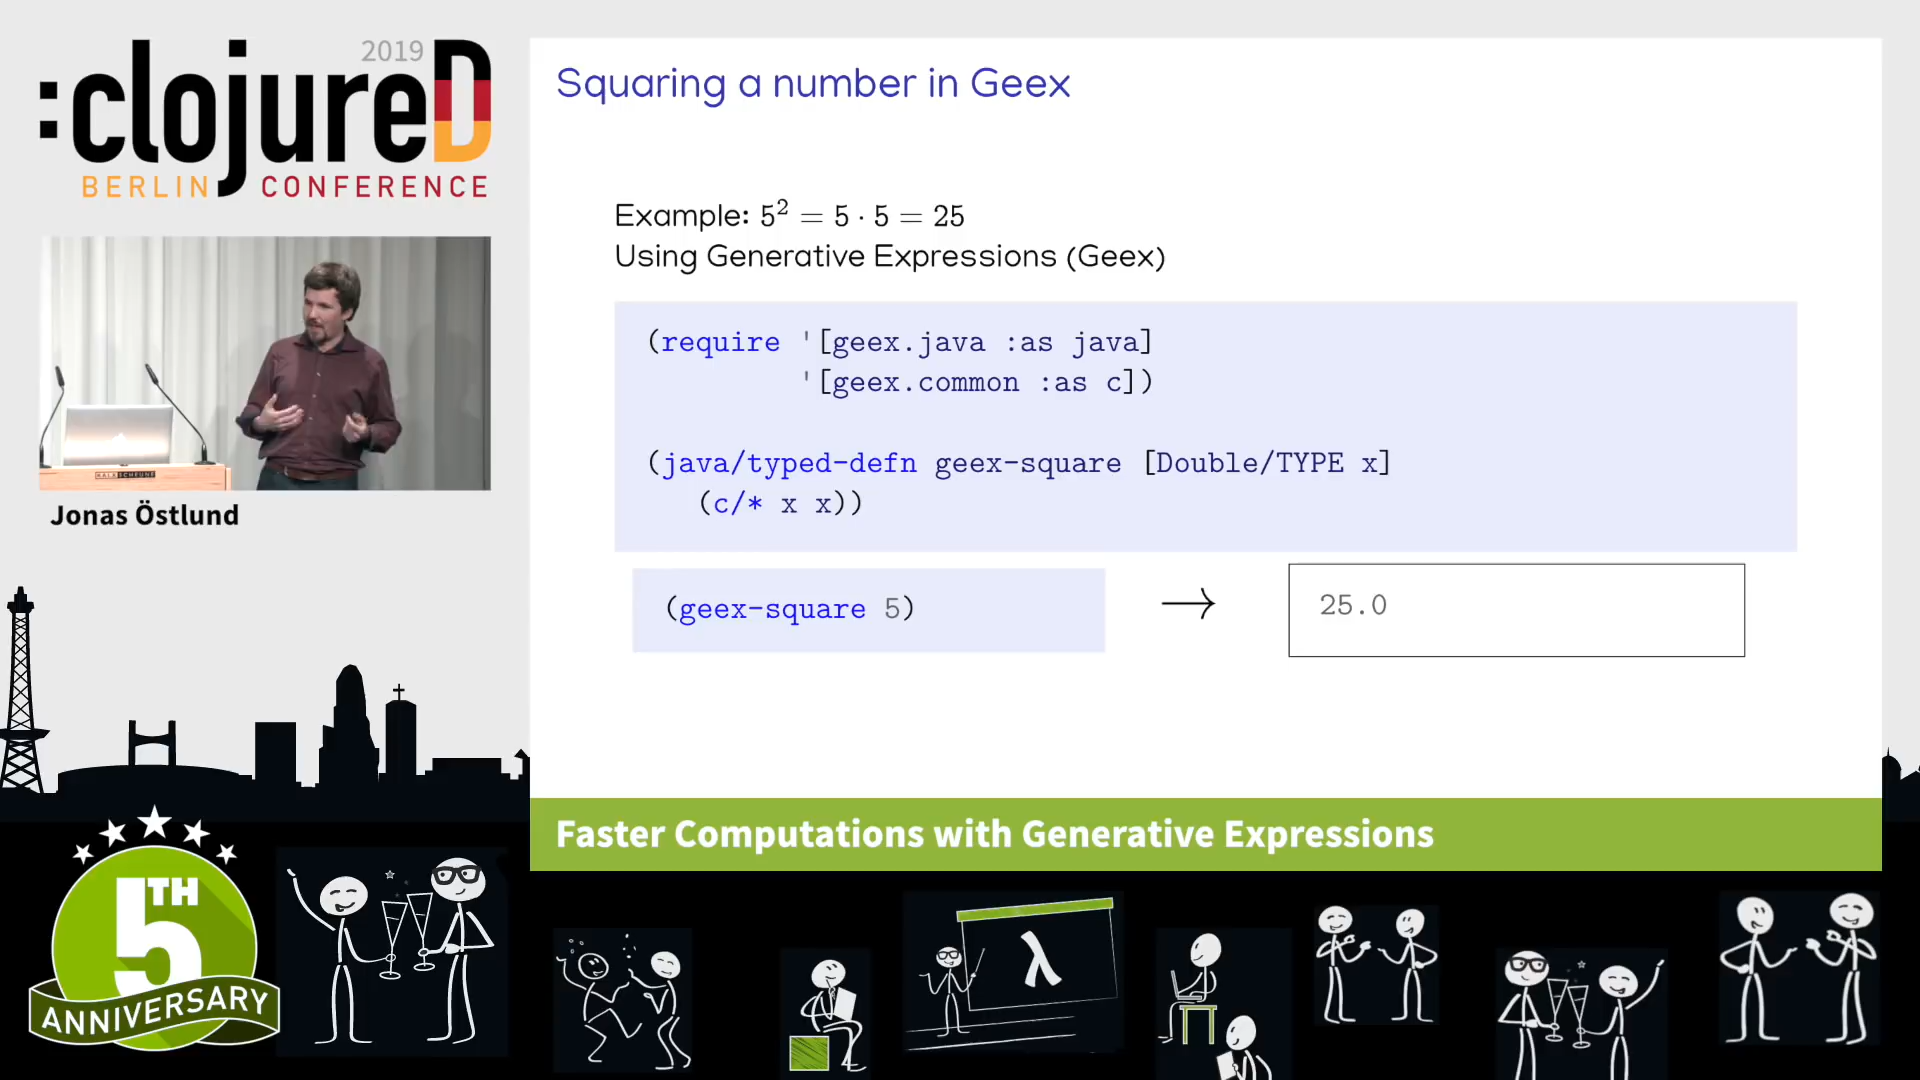 2019
:clojureD
BERLIN CONFERENCE
KALKSCHEUNE
Jonas Östlund
Squaring a number in Geex
Example: 5² = 5 · 5 = 25
Using Generative Expressions (Geex)
(require '[geex.java :as java]
'[geex.common :as c])
(java/typed-defn geex-square [Double/TYPE x]
(c/* x x))
(geex-square 5)
→
25.0
Faster Computations with Generative Expressions
5TH
ANNIVERSARY
λ